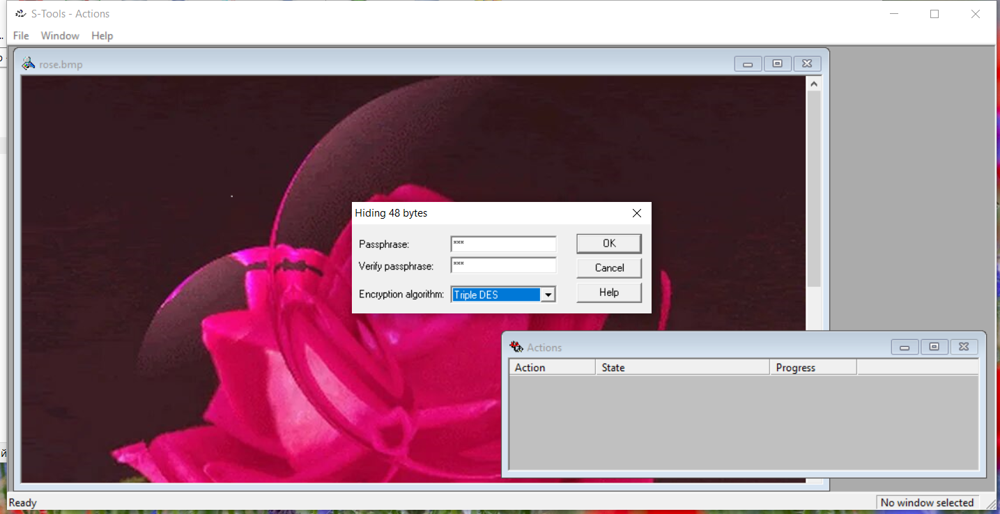 S-Tools - Actions
File Window Help
rose.bmp
Hiding 48 bytes
Passphrase: *** OK
Verify passphrase: *** Cancel
Encryption algorithm: Triple DES Help
Actions
Action State Progress
Ready No window selected
й